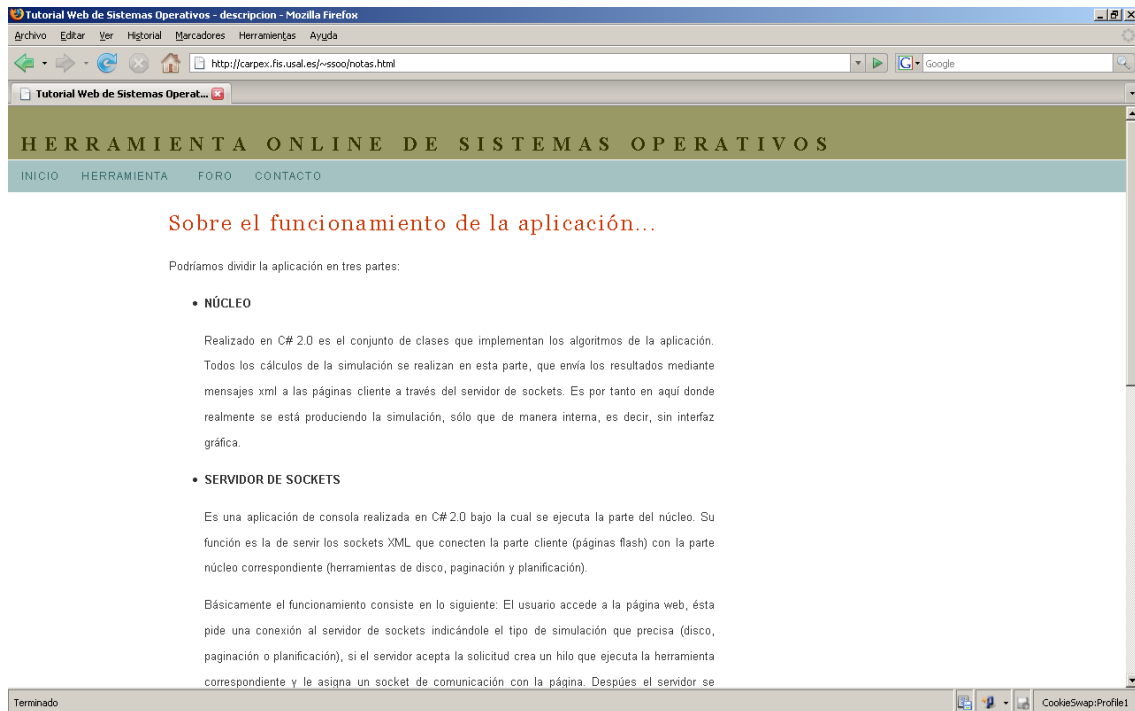 Tutorial Web de Sistemas Operativos - descripcion - Mozilla Firefox
Archivo Editar Ver Historial Marcadores Herramientas Ayuda
http://carpex.fis.usal.es/~ssoo/notas.html
G Google
Tutorial Web de Sistemas Operat...
HERRAMIENTA ONLINE DE SISTEMAS OPERATIVOS
INICIO HERRAMIENTA FORO CONTACTO
Sobre el funcionamiento de la aplicación...
Podríamos dividir la aplicación en tres partes:
• NÚCLEO
Realizado en C# 2.0 es el conjunto de clases que implementan los algoritmos de la aplicación.
Todos los cálculos de la simulación se realizan en esta parte, que envía los resultados mediante
mensajes xml a las páginas cliente a través del servidor de sockets. Es por tanto en aquí donde
realmente se está produciendo la simulación, sólo que de manera interna, es decir, sin interfaz
gráfica.
• SERVIDOR DE SOCKETS
Es una aplicación de consola realizada en C# 2.0 bajo la cual se ejecuta la parte del núcleo. Su
función es la de servir los sockets XML que conecten la parte cliente (páginas flash) con la parte
núcleo correspondiente (herramientas de disco, paginación y planificación).
Básicamente el funcionamiento consiste en lo siguiente: El usuario accede a la página web, ésta
pide una conexión al servidor de sockets indicándole el tipo de simulación que precisa (disco,
paginación o planificación), si el servidor acepta la solicitud crea un hilo que ejecuta la herramienta
correspondiente y le asigna un socket de comunicación con la página. Despúes el servidor se
Terminado
CookieSwap:Profile1